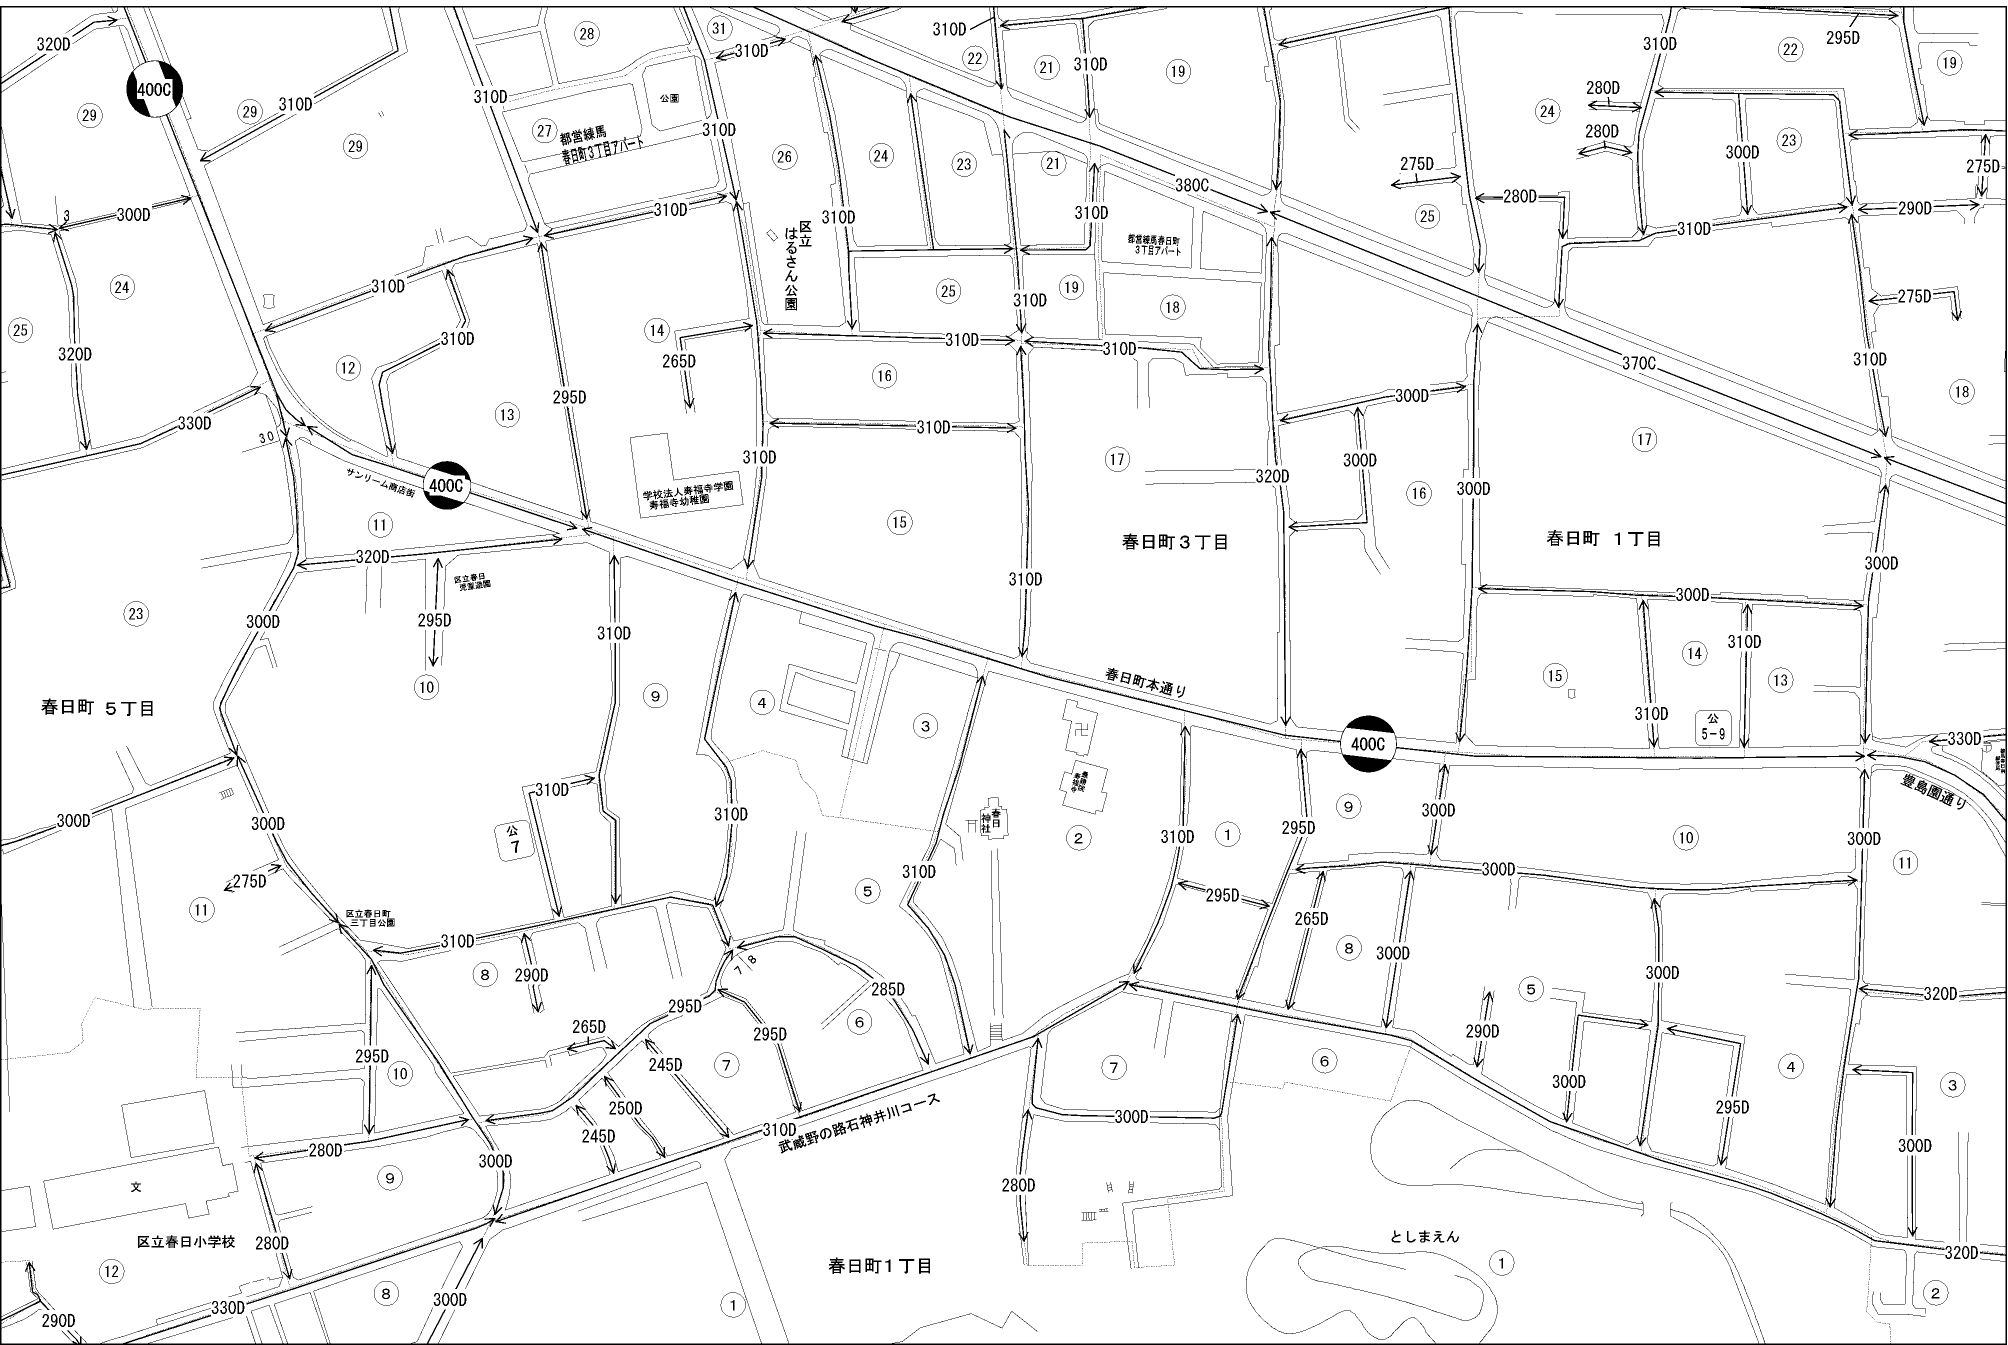 320D
400C
29
29
310D
29
310D
28
27
都営練馬
春日町3丁目アパート
公園
31
310D
310D
26
24
23
310D
22
21
310D
19
21
380C
310D
都営練馬春日町
3丁目アパート
310D
24
280D
280D
275D
280D
25
22
295D
19
300D
23
275D
290D
310D
275D
3
300D
24
25
320D
310D
310D
310D
12
13
295D
310D
区立
はるさん公園
14
265D
310D
25
310D
19
18
310D
310D
16
310D
370C
310D
18
17
330D
30
サンリーム商店街
400C
学校法人寿福寺学園
寿福寺幼稚園
310D
17
300D
300D
320D
16
300D
11
320D
区立春日
児童遊園
295D
10
300D
23
15
310D
春日町3丁目
春日町 1丁目
300D
300D
310D
14
13
15
310D
公
5-9
330D
豊島園通り
春日町 5丁目
310D
9
4
3
春日町本通り
400C
300D
300D
275D
11
310D
公
7
310D
春日
神社
2
310D
1
295D
9
300D
10
300D
11
300D
区立春日町
三丁目公園
310D
8
290D
7 8
5
310D
285D
6
295D
265D
8
300D
5
300D
320D
295D
10
265D
295D
295D
245D
7
250D
245D
290D
300D
4
295D
3
300D
6
7
300D
280D
300D
310D
武蔵野の路石神井川コース
280D
9
文
区立春日小学校
12
280D
290D
330D
8
300D
1
春日町1丁目
としまえん
1
320D
2